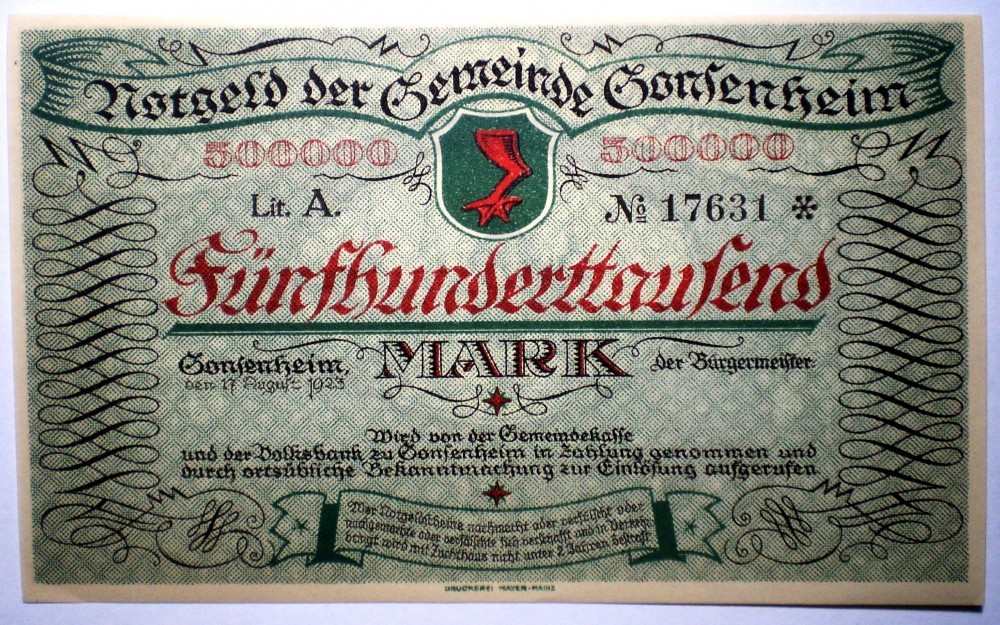 Notgeld der Gemeinde Gonsenheim
500000 500000
Lit. A. № 17631 *
Fünfhunderttausend
MARK
Gonsenheim, der Bürgermeister
den 17 August 1923
Wird von der Gemeindekasse
und der Volksbank zu Gonsenheim in Zahlung genommen und
durch ortsübliche Bekanntmachung zur Einlösung aufgerufen
Wer Notgeldscheine nachmacht oder verfälscht oder
nachgemachte oder verfälschte sich verschafft und in Verkehr
bringt wird mit Zuchthaus nicht unter 2 Jahren bestraft
DRUCKEREI MAYER-MAINZ